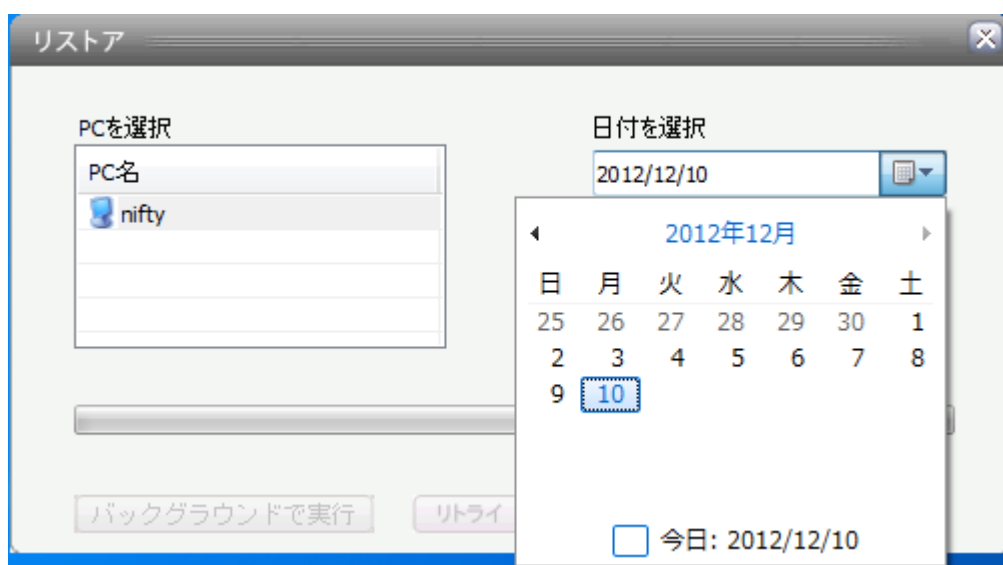 リストア
PCを選択
PC名
nifty
日付を選択
2012/12/10
2012年12月
日 月 火 水 木 金 土
25 26 27 28 29 30 1
2 3 4 5 6 7 8
9 10
今日: 2012/12/10
バックグラウンドで実行
リトライ